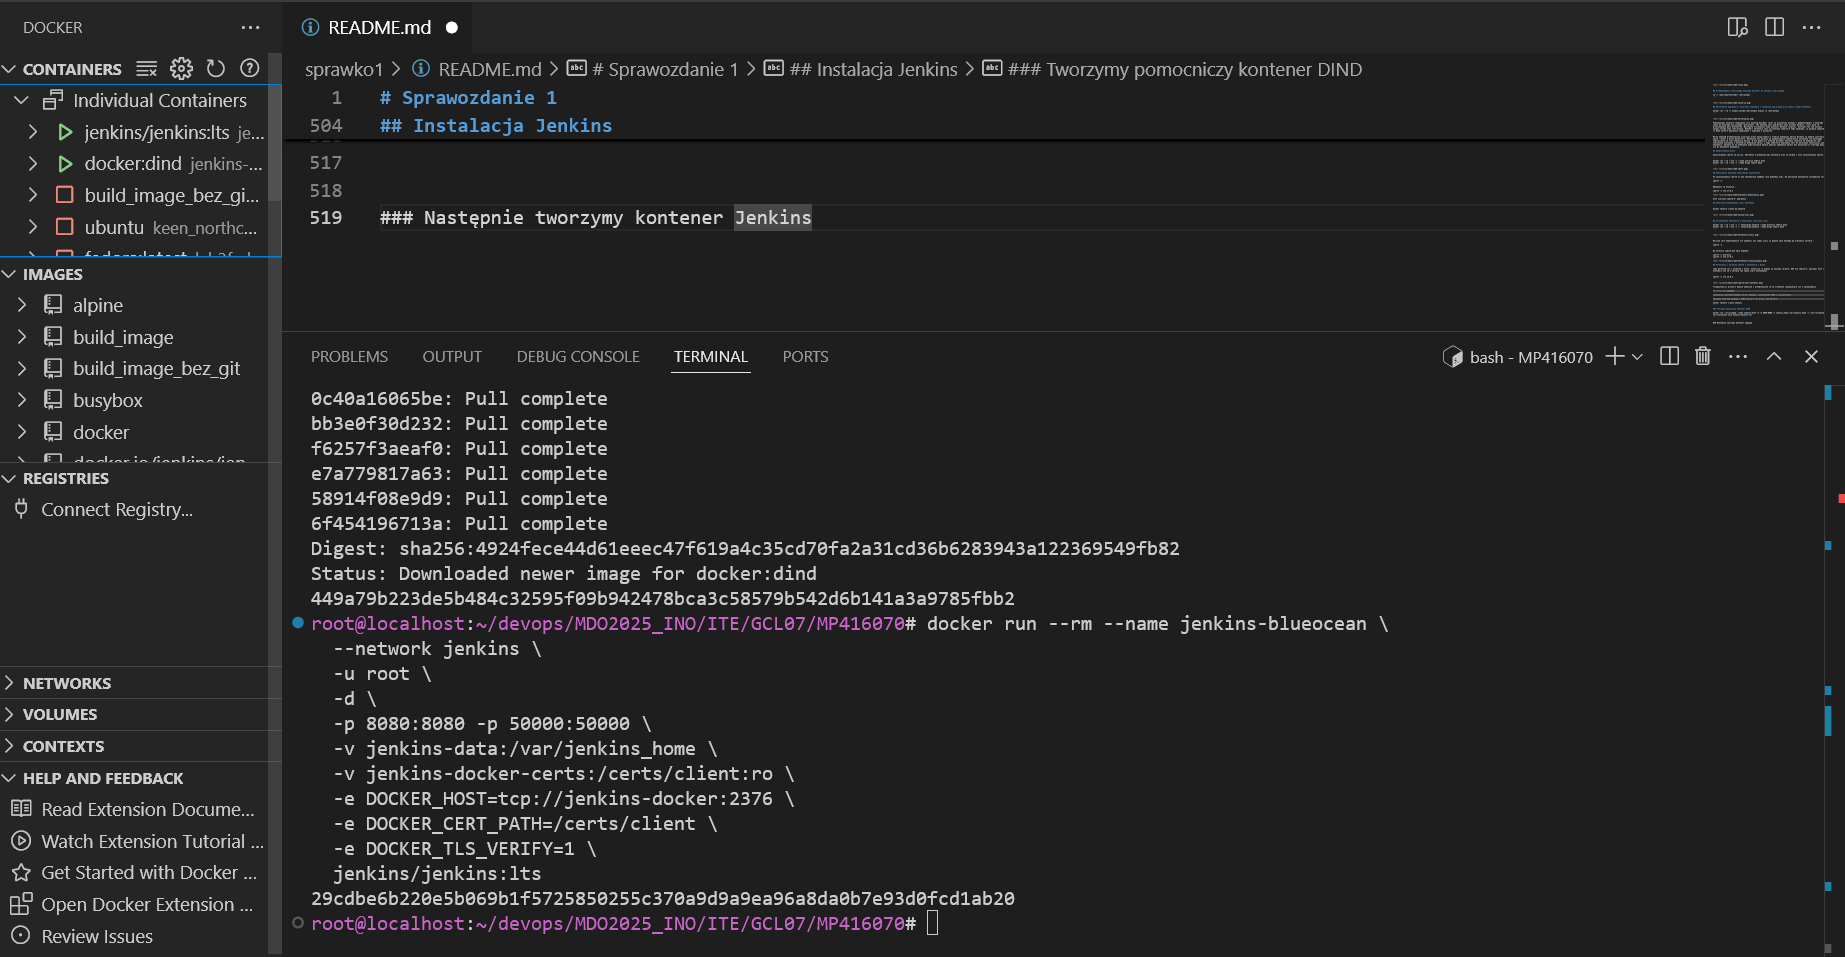 DOCKER
CONTAINERS
Individual Containers
jenkins/jenkins:lts je...
docker:dind jenkins-...
build_image_bez_gi...
ubuntu keen_northc...
IMAGES
alpine
build_image
build_image_bez_git
busybox
docker
docker.io/jenkins/jen
REGISTRIES
Connect Registry...
NETWORKS
VOLUMES
CONTEXTS
HELP AND FEEDBACK
Read Extension Docume...
Watch Extension Tutorial ...
Get Started with Docker ...
Open Docker Extension ...
Review Issues
README.md
sprawko1 > README.md > # Sprawozdanie 1 > ## Instalacja Jenkins > ### Tworzymy pomocniczy kontener DIND
1 # Sprawozdanie 1
504 ## Instalacja Jenkins
517
518
519 ### Następnie tworzymy kontener Jenkins
PROBLEMS OUTPUT DEBUG CONSOLE TERMINAL PORTS
bash - MP416070
0c40a16065be: Pull complete
bb3e0f30d232: Pull complete
f6257f3aeaf0: Pull complete
e7a779817a63: Pull complete
58914f08e9d9: Pull complete
6f454196713a: Pull complete
Digest: sha256:4924fece44d61eeec47f619a4c35cd70fa2a31cd36b6283943a122369549fb82
Status: Downloaded newer image for docker:dind
449a79b223de5b484c32595f09b942478bca3c58579b542d6b141a3a9785fbb2
root@localhost:~/devops/MDO2025_INO/ITE/GCL07/MP416070# docker run --rm --name jenkins-blueocean \
--network jenkins \
-u root \
-d \
-p 8080:8080 -p 50000:50000 \
-v jenkins-data:/var/jenkins_home \
-v jenkins-docker-certs:/certs/client:ro \
-e DOCKER_HOST=tcp://jenkins-docker:2376 \
-e DOCKER_CERT_PATH=/certs/client \
-e DOCKER_TLS_VERIFY=1 \
jenkins/jenkins:lts
29cdbe6b220e5b069b1f5725850255c370a9d9a9ea96a8da0b7e93d0fcd1ab20
root@localhost:~/devops/MDO2025_INO/ITE/GCL07/MP416070#